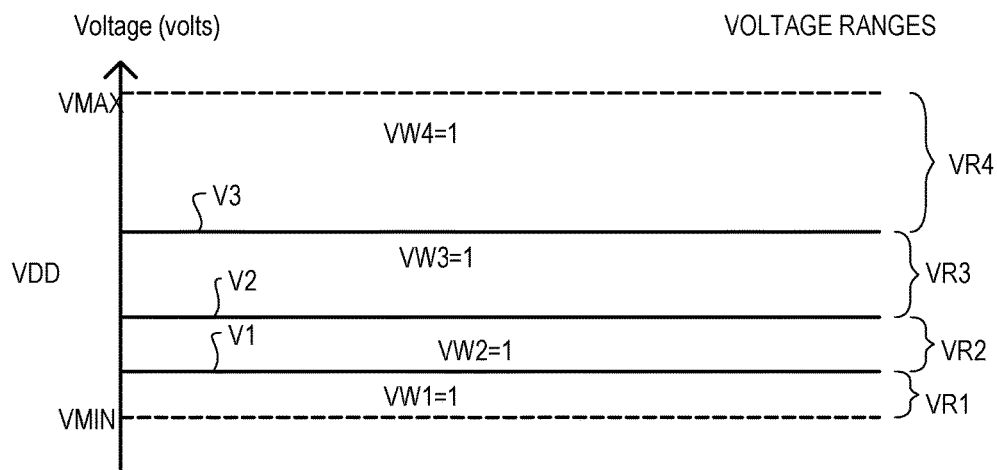 Voltage (volts)
VOLTAGE RANGES
VMAX
VW4=1
VR4
V3
VW3=1
VDD
VR3
V2
V1
VW2=1
VR2
VW1=1
VR1
VMIN